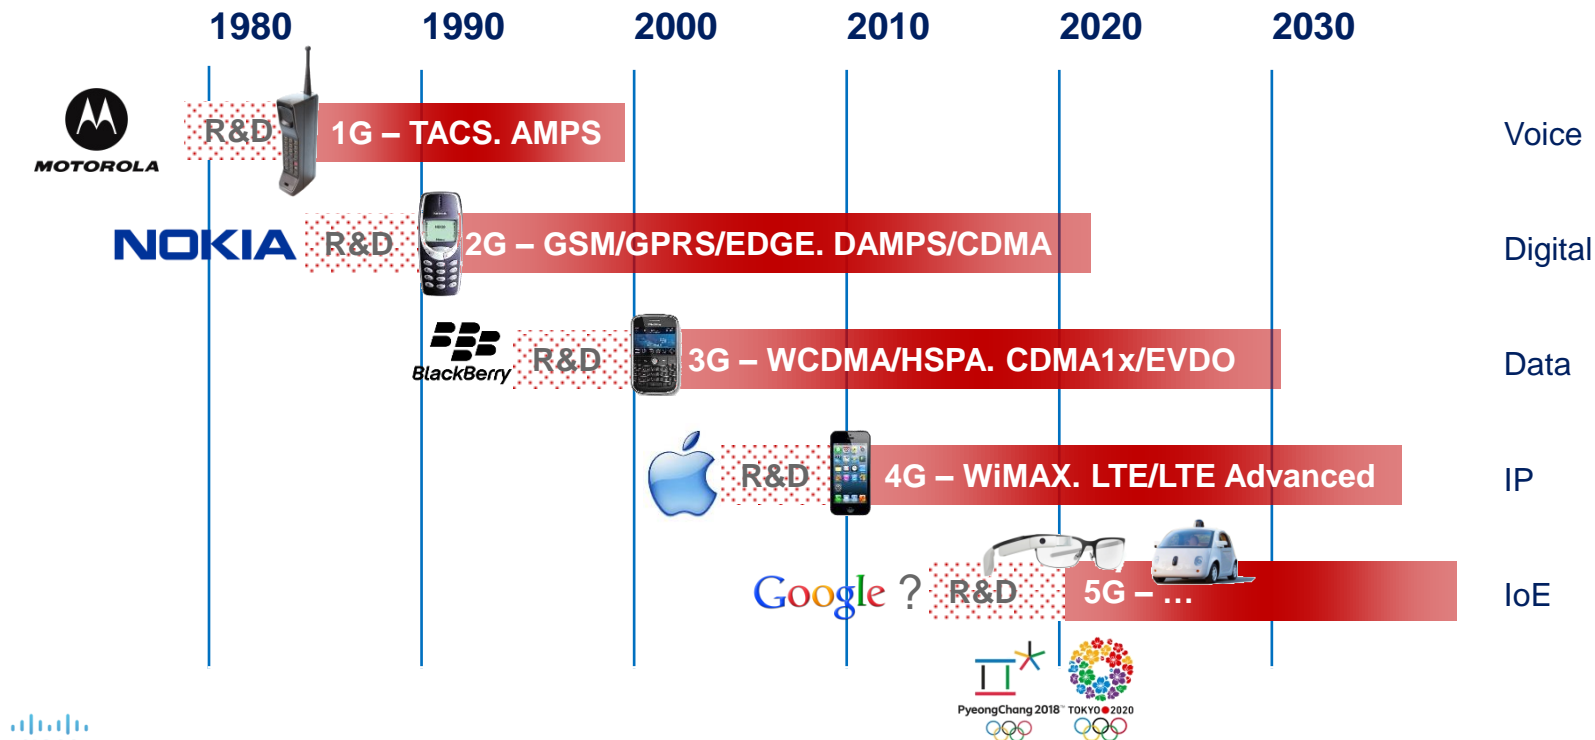 1980 1990 2000 2010 2020 2030
MOTOROLA R&D 1G – TACS. AMPS Voice
NOKIA R&D 2G – GSM/GPRS/EDGE. DAMPS/CDMA Digital
BlackBerry R&D 3G – WCDMA/HSPA. CDMA1x/EVDO Data
R&D 4G – WiMAX. LTE/LTE Advanced IP
Google ? R&D 5G – ... IoE
PyeongChang 2018™ TOKYO 2020